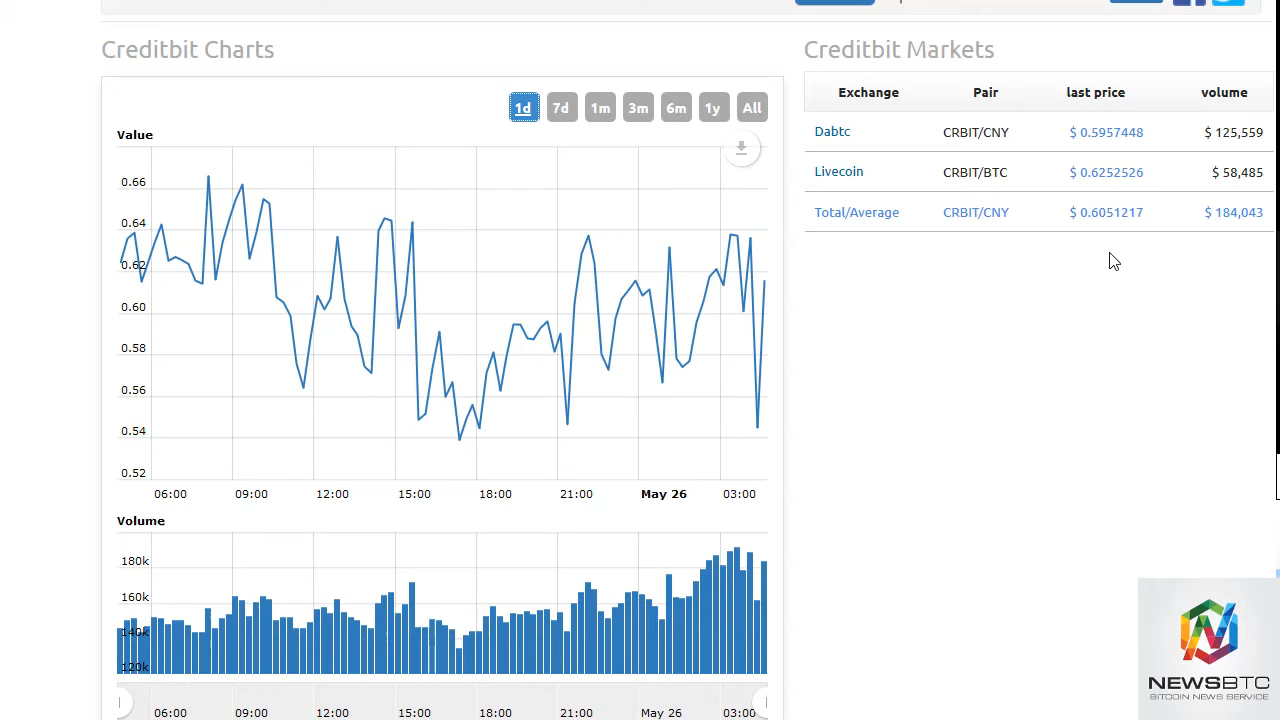 Creditbit Charts
1d 7d 1m 3m 6m 1y All
Value
0.66
0.64
0.62
0.60
0.58
0.56
0.54
0.52
06:00 09:00 12:00 15:00 18:00 21:00 May 26 03:00
Volume
180k
160k
140k
120k
06:00 09:00 12:00 15:00 18:00 21:00 May 26 03:00
Creditbit Markets
Exchange Pair last price volume
Dabtc CRBIT/CNY $ 0.5957448 $ 125,559
Livecoin CRBIT/BTC $ 0.6252526 $ 58,485
Total/Average CRBIT/CNY $ 0.6051217 $ 184,043
NEWSBTC
BITCOIN NEWS SERVICE